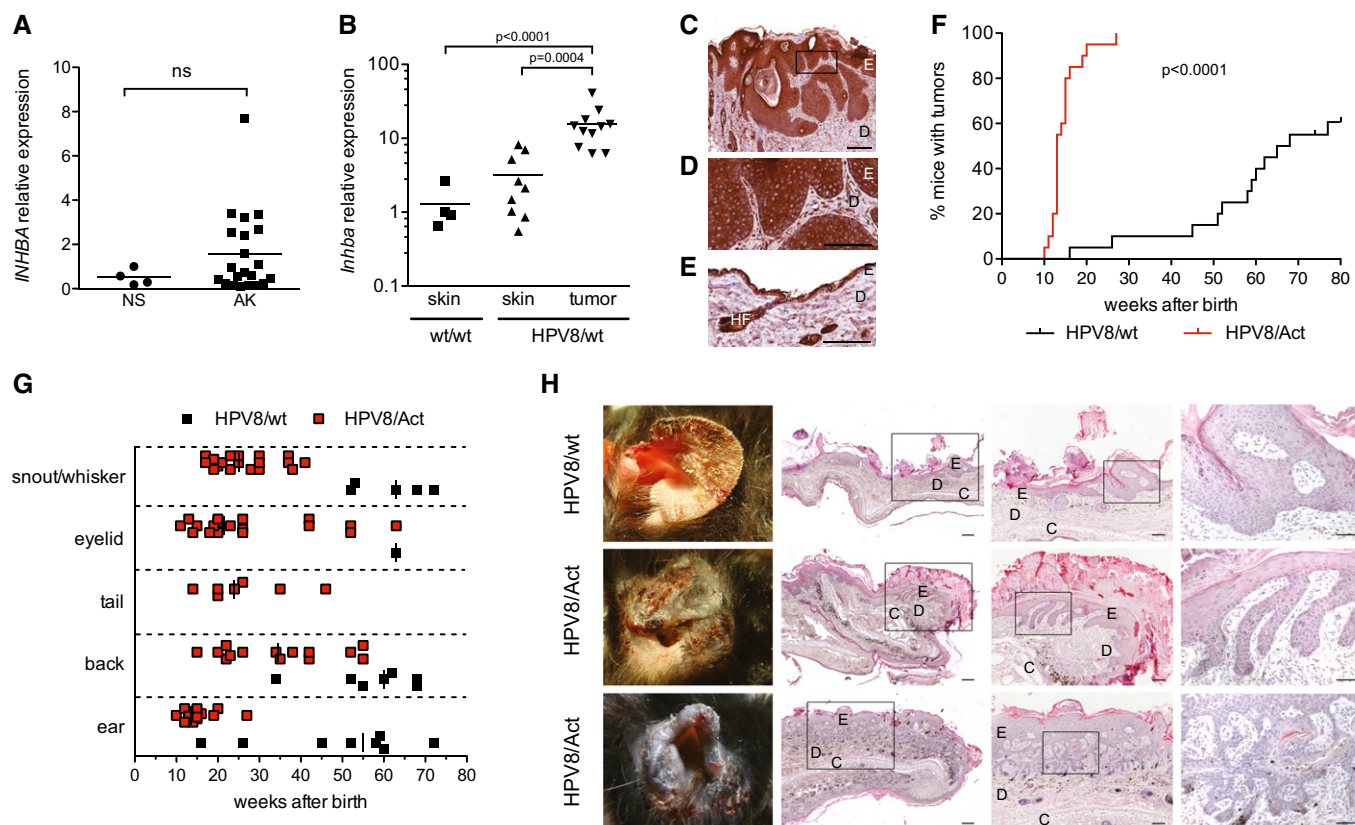 A
INHBA relative expression
10
8
6
4
2
0
ns
NS
AK
B
Inhba relative expression
p<0.0001
p=0.0004
100
10
1
0.1
skin
skin
tumor
wt/wt
HPV8/wt
C
E
D
D
E
D
E
E
D
HF
F
% mice with tumors
100
80
60
40
20
0
p<0.0001
0 10 20 30 40 50 60 70 80
weeks after birth
HPV8/wt
HPV8/Act
G
HPV8/wt
HPV8/Act
snout/whisker
eyelid
tail
back
ear
0 10 20 30 40 50 60 70 80
weeks after birth
H
HPV8/wt
E
D
C
E
D
C
HPV8/Act
E
C
D
E
D
C
HPV8/Act
E
D
C
E
D
C